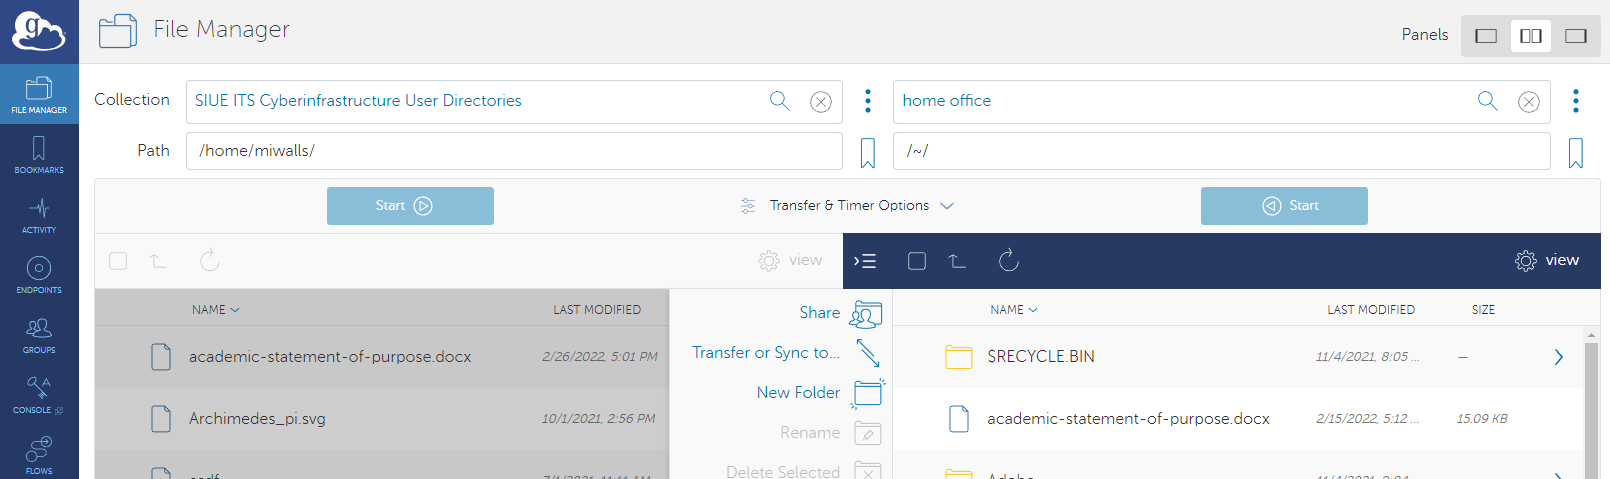 g
File Manager
Panels
FILE MANAGER
BOOKMARKS
ACTIVITY
ENDPOINTS
GROUPS
CONSOLE
FLOWS
Collection
SIUE ITS Cyberinfrastructure User Directories
home office
Path
/home/miwalls/
/~/
Start
Transfer & Timer Options
Start
view
view
NAME
LAST MODIFIED
academic-statement-of-purpose.docx
2/26/2022, 5:01 PM
Archimedes_pi.svg
10/1/2021, 2:56 PM
Share
Transfer or Sync to...
New Folder
Rename
Delete Selected
NAME
LAST MODIFIED
SIZE
SRECYCLE.BIN
11/4/2021, 8:05 ...
—
academic-statement-of-purpose.docx
2/15/2022, 5:12 ...
15.09 KB
Adobe